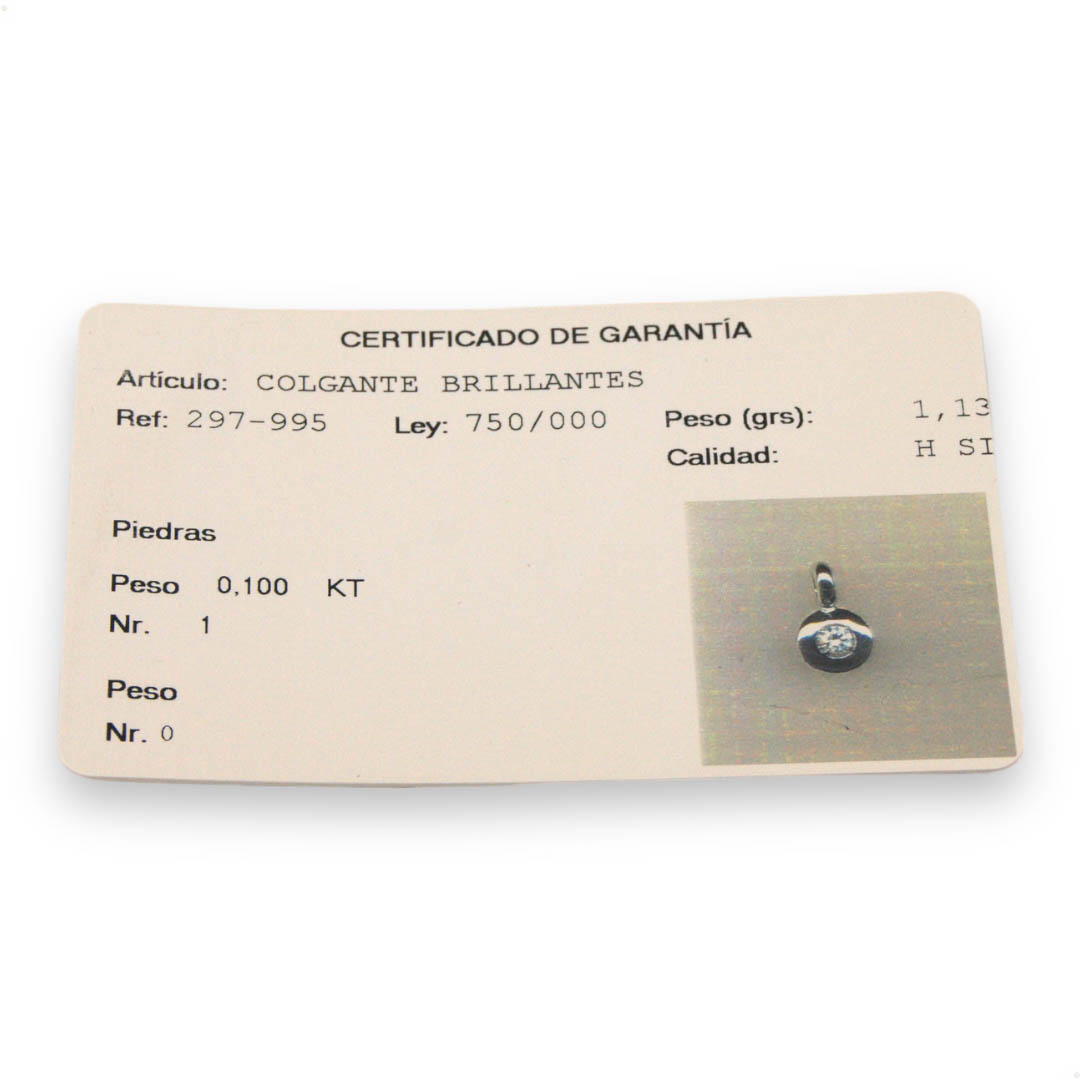 CERTIFICADO DE GARANTÍA
Artículo: COLGANTE BRILLANTES
Ref: 297-995 Ley: 750/000 Peso (grs): 1,13
Calidad: H SI
Piedras
Peso 0,100 KT
Nr. 1
Peso
Nr. 0